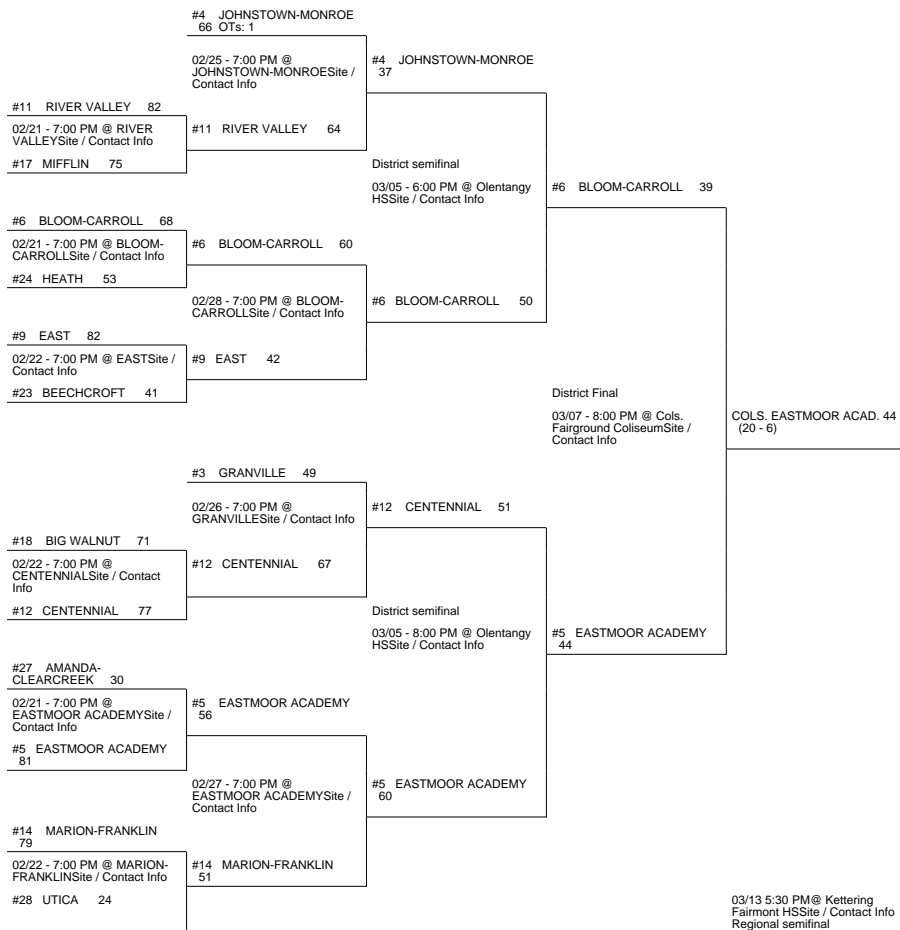 #4 JOHNSTOWN-MONROE
66 OTs: 1
02/25 - 7:00 PM @
JOHNSTOWN-MONROESite /
Contact Info
#4 JOHNSTOWN-MONROE
37
#11 RIVER VALLEY 82
02/21 - 7:00 PM @ RIVER
VALLEYSite / Contact Info
#17 MIFFLIN 75
#11 RIVER VALLEY 64
District semifinal
03/05 - 6:00 PM @ Olentangy
HSSite / Contact Info
#6 BLOOM-CARROLL 39
#6 BLOOM-CARROLL 68
02/21 - 7:00 PM @ BLOOM-
CARROLLSite / Contact Info
#24 HEATH 53
#6 BLOOM-CARROLL 60
02/28 - 7:00 PM @ BLOOM-
CARROLLSite / Contact Info
#6 BLOOM-CARROLL 50
#9 EAST 82
02/22 - 7:00 PM @ EASTSite /
Contact Info
#23 BEECHCROFT 41
#9 EAST 42
District Final
03/07 - 8:00 PM @ Cols.
Fairground ColiseumSite /
Contact Info
COLS. EASTMOOR ACAD. 44
(20 - 6)
#3 GRANVILLE 49
02/26 - 7:00 PM @
GRANVILLESite / Contact Info
#12 CENTENNIAL 51
#18 BIG WALNUT 71
02/22 - 7:00 PM @
CENTENNIALSite / Contact
Info
#12 CENTENNIAL 77
#12 CENTENNIAL 67
District semifinal
03/05 - 8:00 PM @ Olentangy
HSSite / Contact Info
#5 EASTMOOR ACADEMY
44
#27 AMANDA-
CLEARCREEK 30
02/21 - 7:00 PM @
EASTMOOR ACADEMYSite /
Contact Info
#5 EASTMOOR ACADEMY
81
#5 EASTMOOR ACADEMY
56
02/27 - 7:00 PM @
EASTMOOR ACADEMYSite /
Contact Info
#5 EASTMOOR ACADEMY
60
#14 MARION-FRANKLIN
79
02/22 - 7:00 PM @ MARION-
FRANKLINSite / Contact Info
#28 UTICA 24
#14 MARION-FRANKLIN
51
03/13 5:30 PM@ Kettering
Fairmont HSSite / Contact Info
Regional semifinal